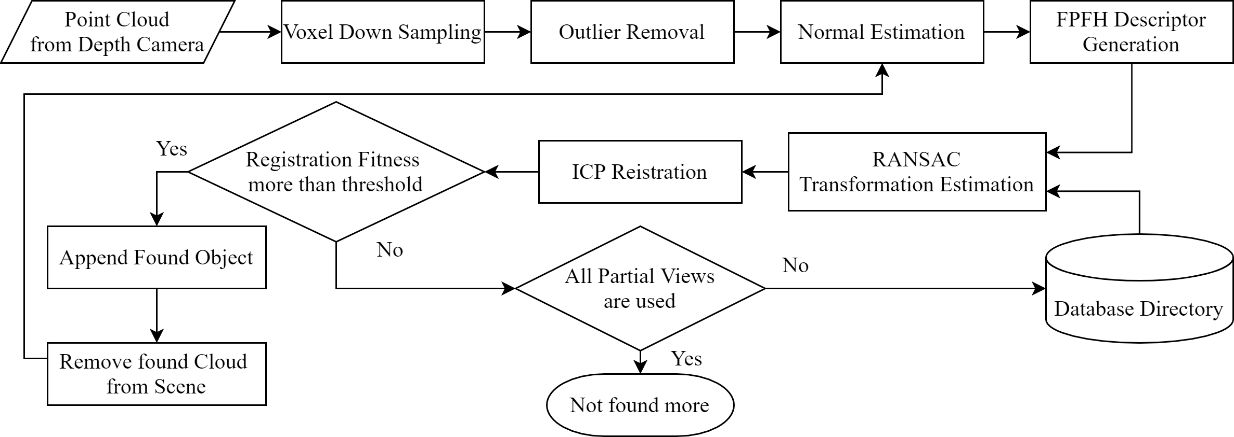 Point Cloud
from Depth Camera
Voxel Down Sampling
Outlier Removal
Normal Estimation
FPFH Descriptor
Generation
RANSAC
Transformation Estimation
ICP Reistration
Registration Fitness
more than threshold
Yes
No
Append Found Object
Remove found Cloud
from Scene
All Partial Views
are used
No
Yes
Database Directory
Not found more